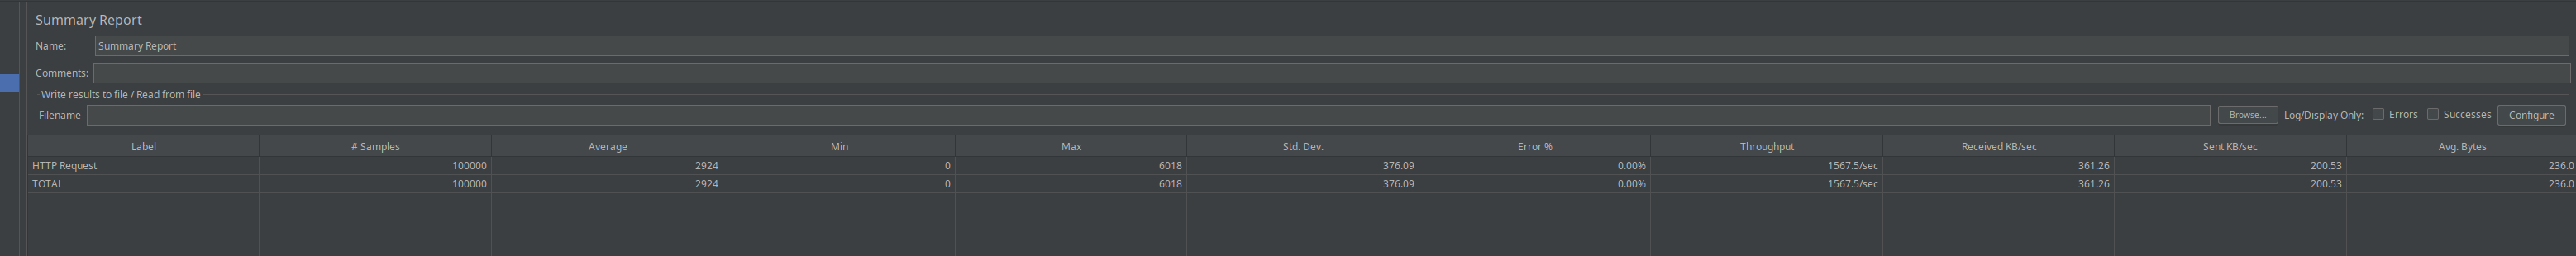 Summary Report
Name: Summary Report
Comments:
Write results to file / Read from file
Filename Browse... Log/Display Only: Errors Successes Configure
Label # Samples Average Min Max Std. Dev. Error % Throughput Received KB/sec Sent KB/sec Avg. Bytes
HTTP Request 100000 2924 0 6018 376.09 0.00% 1567.5/sec 361.26 200.53 236.0
TOTAL 100000 2924 0 6018 376.09 0.00% 1567.5/sec 361.26 200.53 236.0